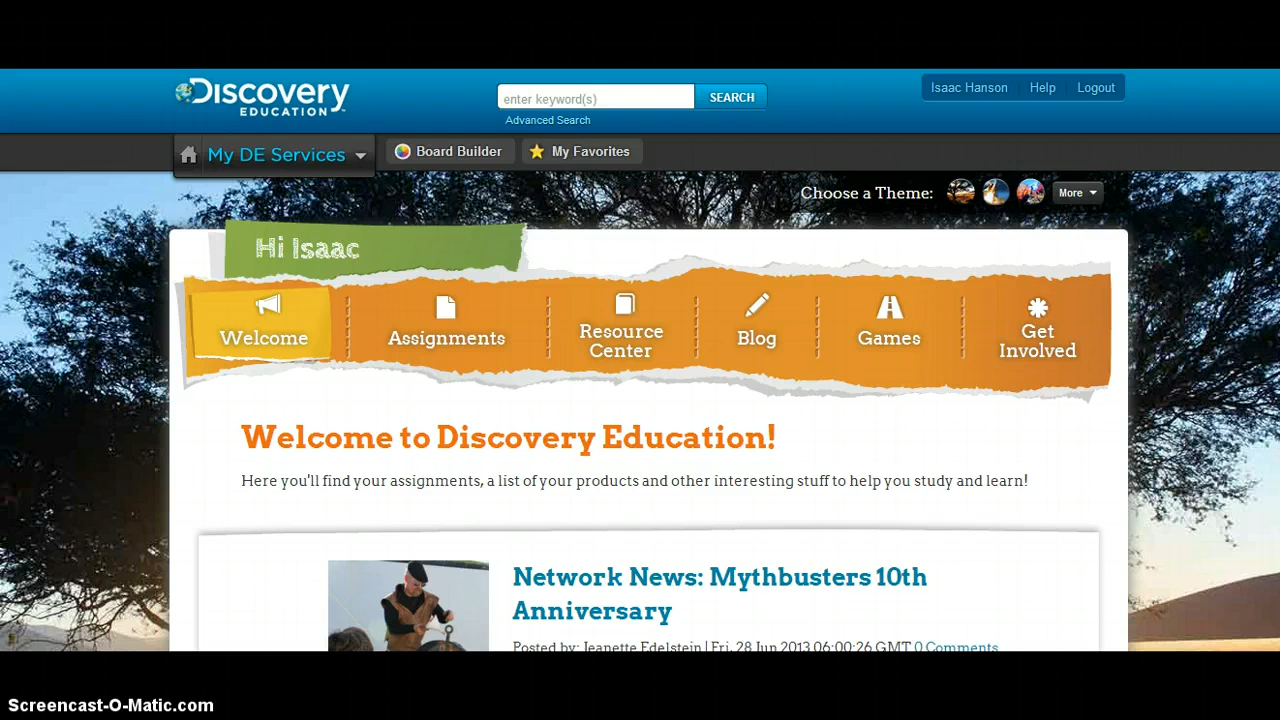 Discovery
EDUCATION
enter keyword(s)
SEARCH
Advanced Search
Isaac Hanson
Help
Logout
My DE Services
Board Builder
My Favorites
Choose a Theme:
More
Hi Isaac
Welcome
Assignments
Resource
Center
Blog
Games
Get
Involved
Welcome to Discovery Education!
Here you'll find your assignments, a list of your products and other interesting stuff to help you study and learn!
Network News: Mythbusters 10th
Anniversary
Posted by: Jeanette Edelstein | Fri, 28 Jun 2013 06:00:26 GMT 0 Comments
Screencast-O-Matic.com